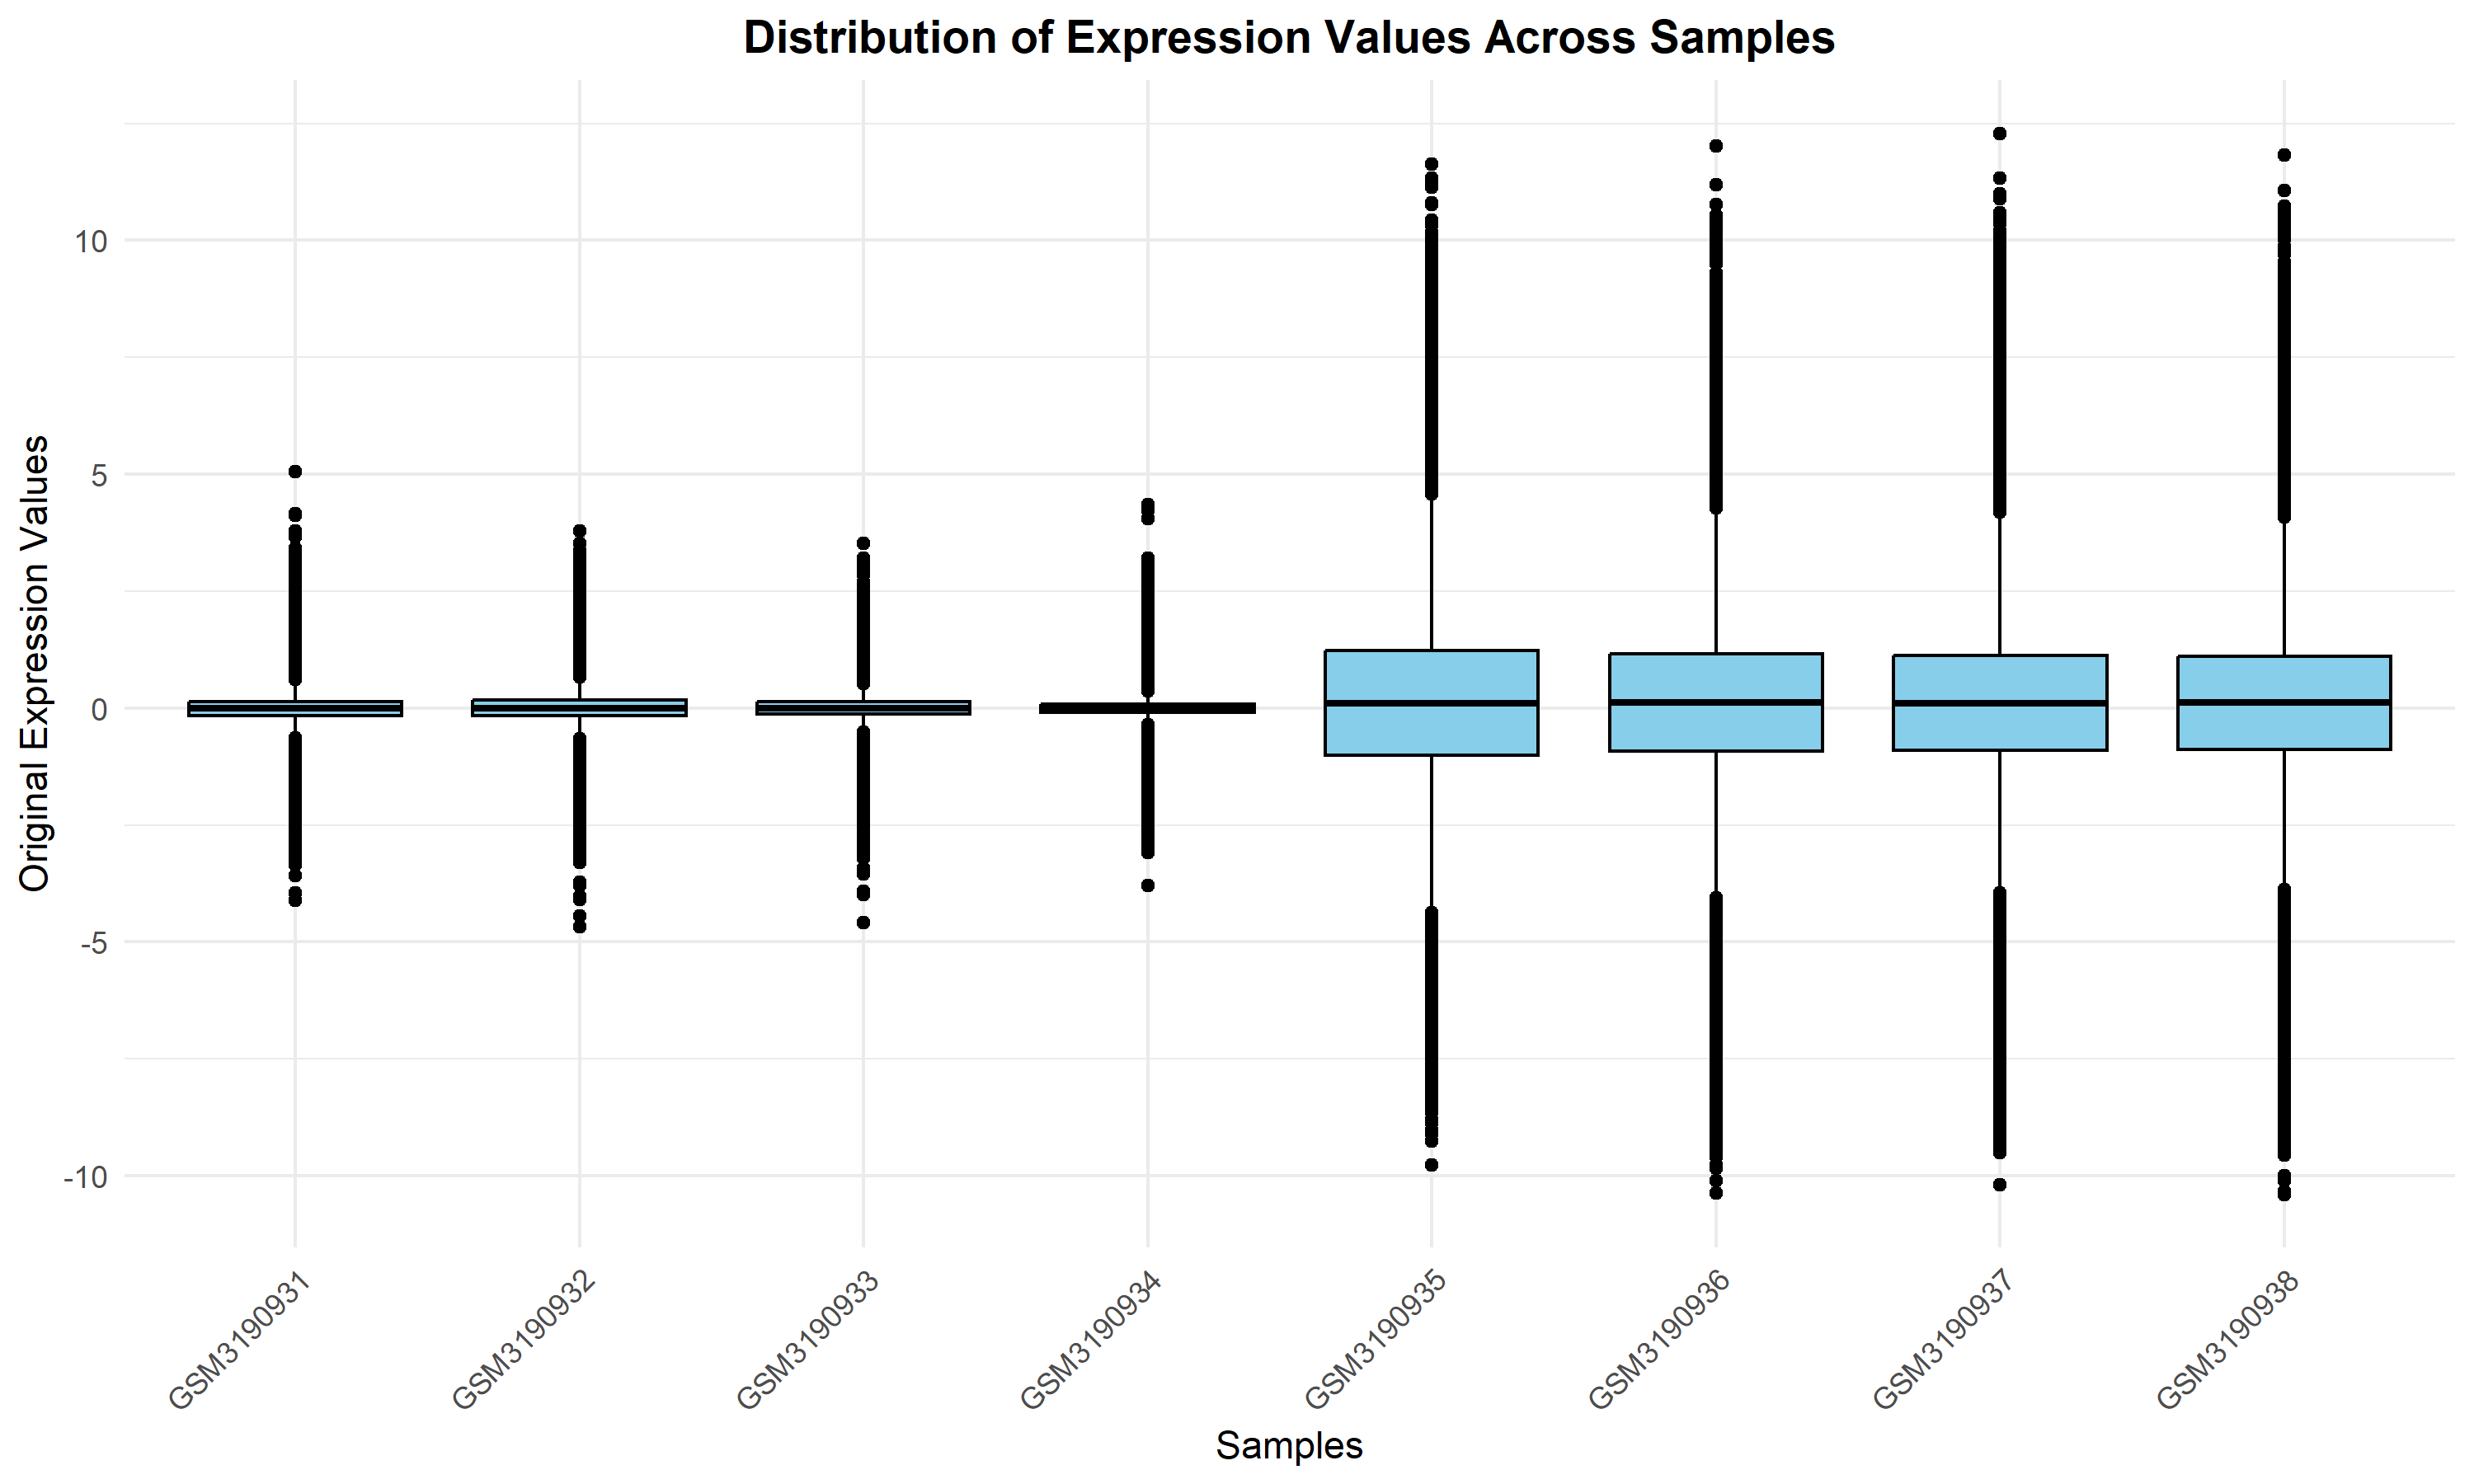 Distribution of Expression Values Across Samples
Original Expression Values
10
5
0
-5
-10
GSM3190931
GSM3190932
GSM3190933
GSM3190934
GSM3190935
GSM3190936
GSM3190937
GSM3190938
Samples